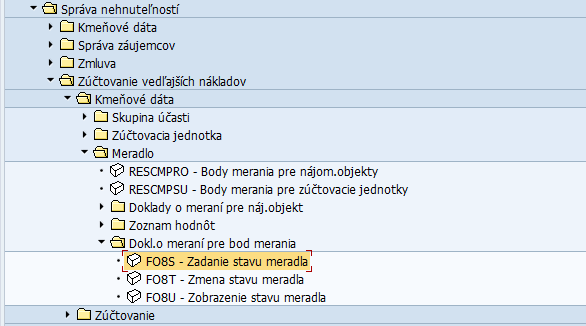 Správa nehnuteľností
Kmeňové dáta
Správa záujemcov
Zmluva
Zúčtovanie vedľajších nákladov
Kmeňové dáta
Skupina účasti
Zúčtovacia jednotka
Meradlo
RESCMPRO - Body merania pre nájom.objekty
RESCMPSU - Body merania pre zúčtovacie jednotky
Doklady o meraní pre náj.objekt
Zoznam hodnôt
Dokl.o meraní pre bod merania
FO8S - Zadanie stavu meradla
FO8T - Zmena stavu meradla
FO8U - Zobrazenie stavu meradla
Zúčtovanie